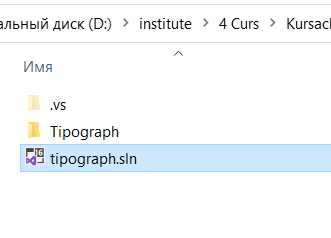 альный диск (D:) > institute > 4 Curs > Kursac
Имя
.vs
Tipograph
tipograph.sln